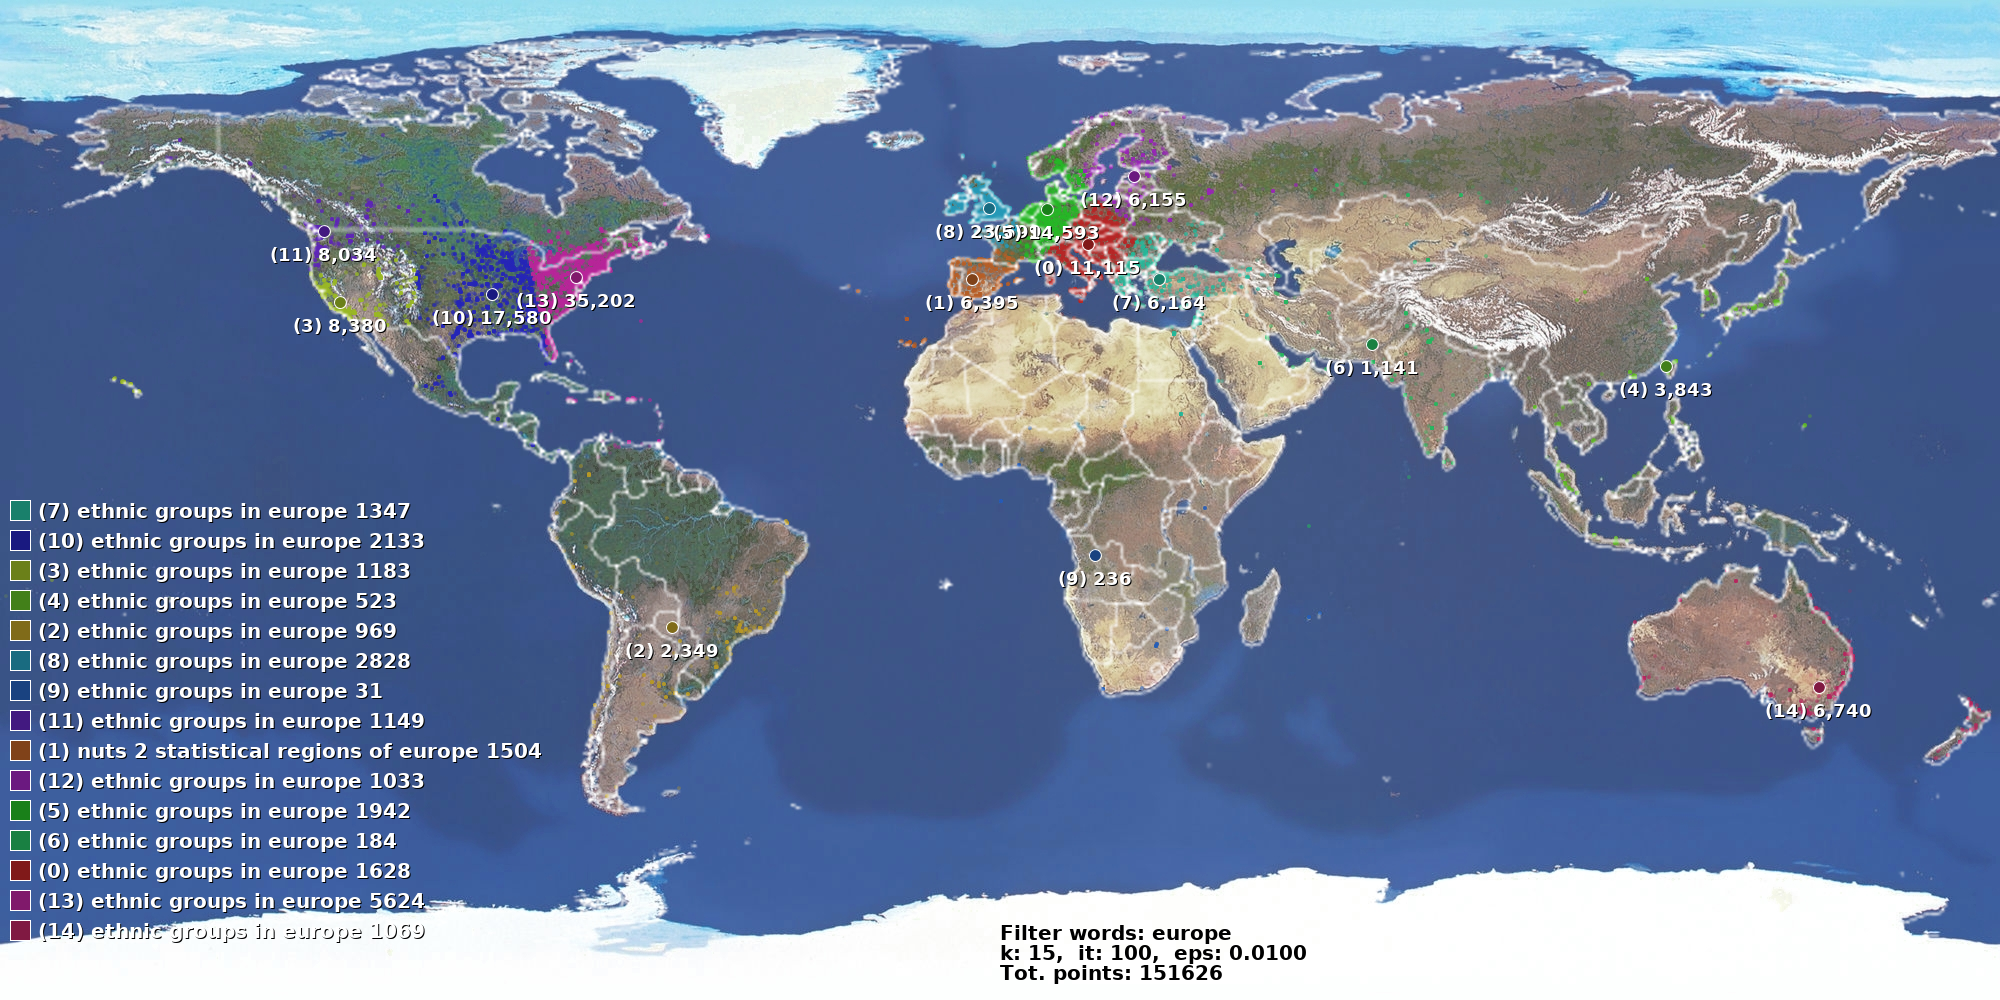 (12) 6,155
(8) 23,591
(5) 14,593
(11) 8,034
(0) 11,115
(13) 35,202
(1) 6,395
(7) 6,164
(10) 17,580
(3) 8,380
(6) 1,141
(4) 3,843
(9) 236
(2) 2,349
(14) 6,740
(7) ethnic groups in europe 1347
(10) ethnic groups in europe 2133
(3) ethnic groups in europe 1183
(4) ethnic groups in europe 523
(2) ethnic groups in europe 969
(8) ethnic groups in europe 2828
(9) ethnic groups in europe 31
(11) ethnic groups in europe 1149
(1) nuts 2 statistical regions of europe 1504
(12) ethnic groups in europe 1033
(5) ethnic groups in europe 1942
(6) ethnic groups in europe 184
(0) ethnic groups in europe 1628
(13) ethnic groups in europe 5624
(14) ethnic groups in europe 1069
Filter words: europe
k: 15, it: 100, eps: 0.0100
Tot. points: 151626